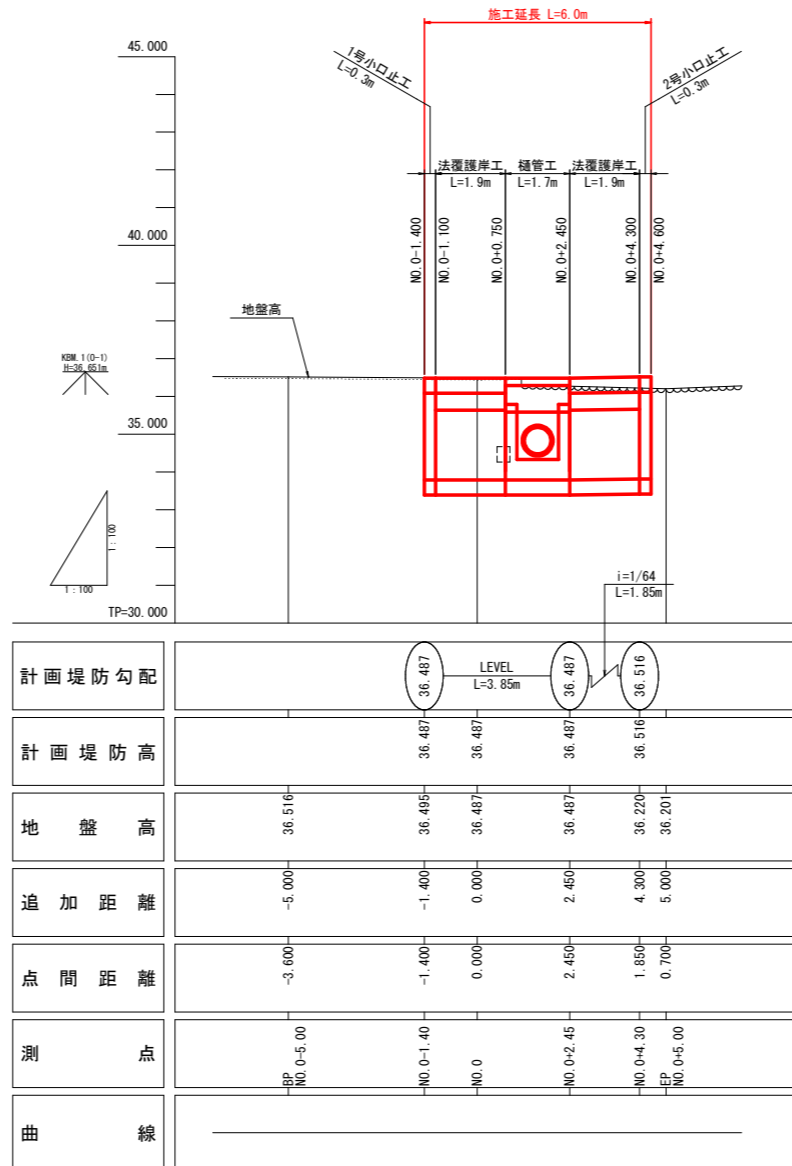 施工延長 L=6.0m
1号小口止工
L=0.3m
2号小口止工
L=0.3m
法覆護岸工
L=1.9m
樋管工
L=1.7m
法覆護岸工
L=1.9m
NO.0-1.400
NO.0-1.100
NO.0+0.750
NO.0+2.450
NO.0+4.300
NO.0+4.600
45.000
40.000
35.000
TP=30.000
地盤高
KBM.1(0-1)
H=36.651m
1:100
1:100
i=1/64
L=1.85m
計画堤防勾配
36.487
LEVEL
L=3.85m
36.487
36.516
計画堤防高
36.487
36.487
36.487
36.516
地盤高
36.516
36.495
36.487
36.487
36.220
36.201
追加距離
-5.000
-1.400
0.000
2.450
4.300
5.000
点間距離
-3.600
-1.400
0.000
2.450
1.850
0.700
測点
BP
NO.0-5.00
NO.0-1.40
NO.0
NO.0+2.45
NO.0+4.30
EP
NO.0+5.00
曲線